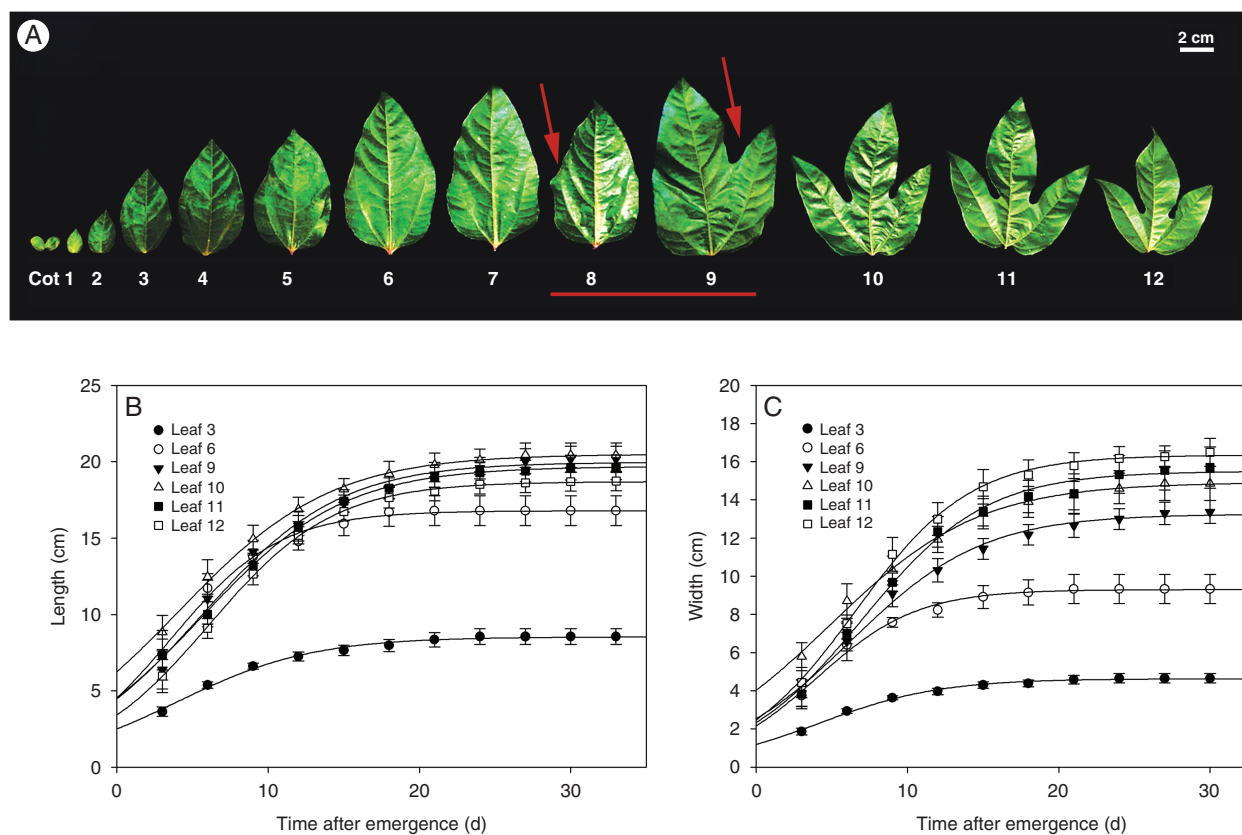 A
2 cm
Cot 1 2 3 4 5 6 7 8 9 10 11 12
B
Leaf 3
Leaf 6
Leaf 9
Leaf 10
Leaf 11
Leaf 12
25
20
15
10
5
0
0 10 20 30
Length (cm)
Time after emergence (d)
C
Leaf 3
Leaf 6
Leaf 9
Leaf 10
Leaf 11
Leaf 12
20
18
16
14
12
10
8
6
4
2
0
0 10 20 30
Width (cm)
Time after emergence (d)